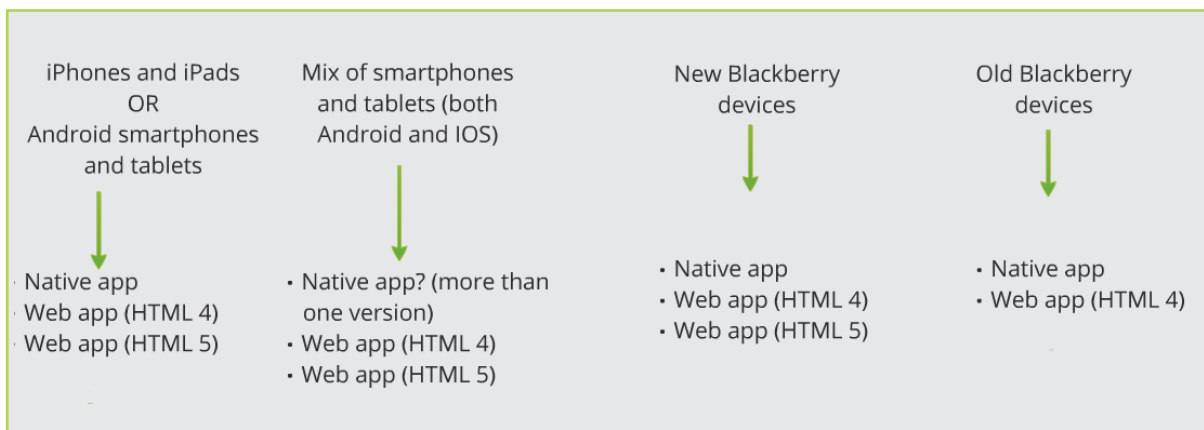 iPhones and iPads
OR
Android smartphones
and tablets
· Native app
· Web app (HTML 4)
· Web app (HTML 5)
Mix of smartphones
and tablets (both
Android and IOS)
· Native app? (more than
one version)
· Web app (HTML 4)
· Web app (HTML 5)
New Blackberry
devices
· Native app
· Web app (HTML 4)
· Web app (HTML 5)
Old Blackberry
devices
· Native app
· Web app (HTML 4)